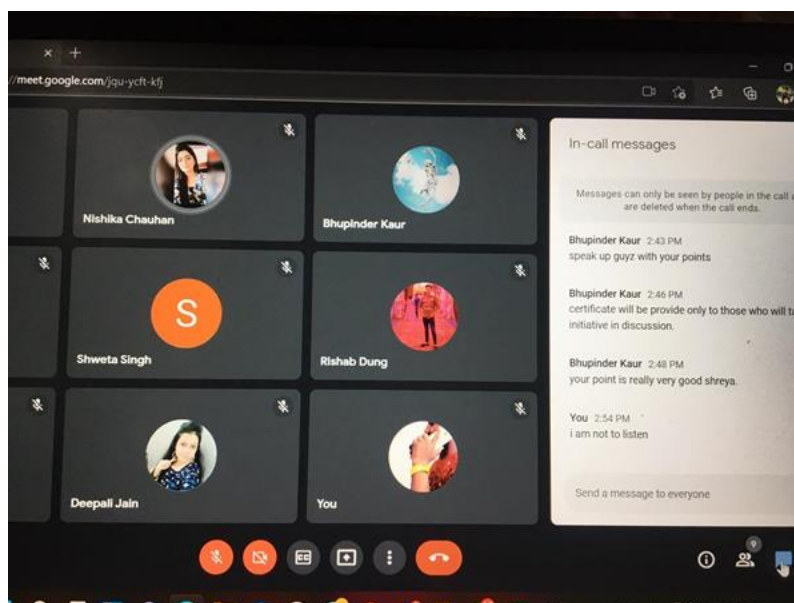 //meet.google.com/jqu-ycft-kfj
Nishika Chauhan
Bhupinder Kaur
S
Shweta Singh
Rishab Dung
Deepali Jain
You
CC
In-call messages
Messages can only be seen by people in the call
are deleted when the call ends.
Bhupinder Kaur 2:43 PM
speak up guyz with your points
Bhupinder Kaur 2:46 PM
certificate will be provide only to those who will ta
initiative in discussion.
Bhupinder Kaur 2:48 PM
your point is really very good shreya.
You 2:54 PM
i am not to listen
Send a message to everyone
9